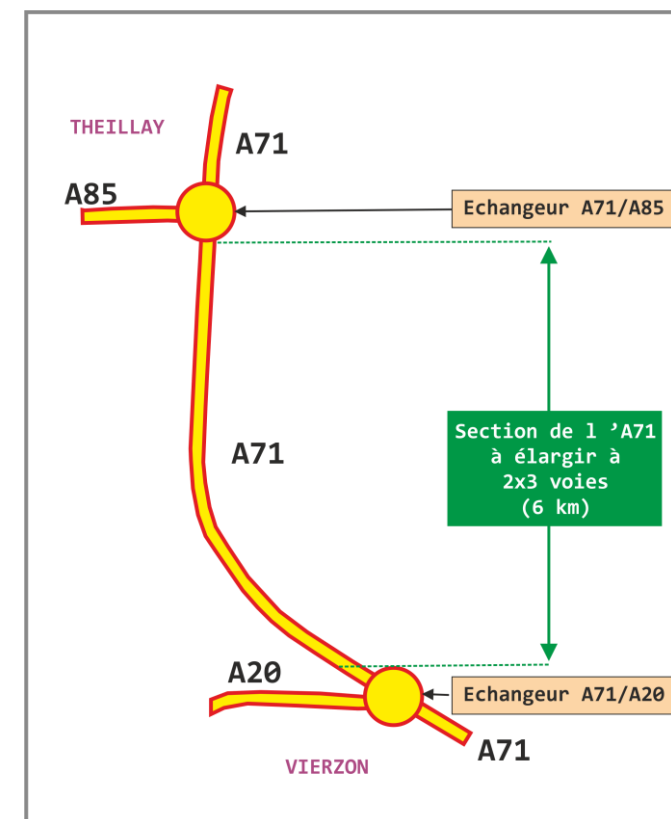 THEILLAY
A71
A85
Echangeur A71/A85
A71
Section de l ’A71
à élargir à
2x3 voies
(6 km)
A20
Echangeur A71/A20
A71
VIERZON